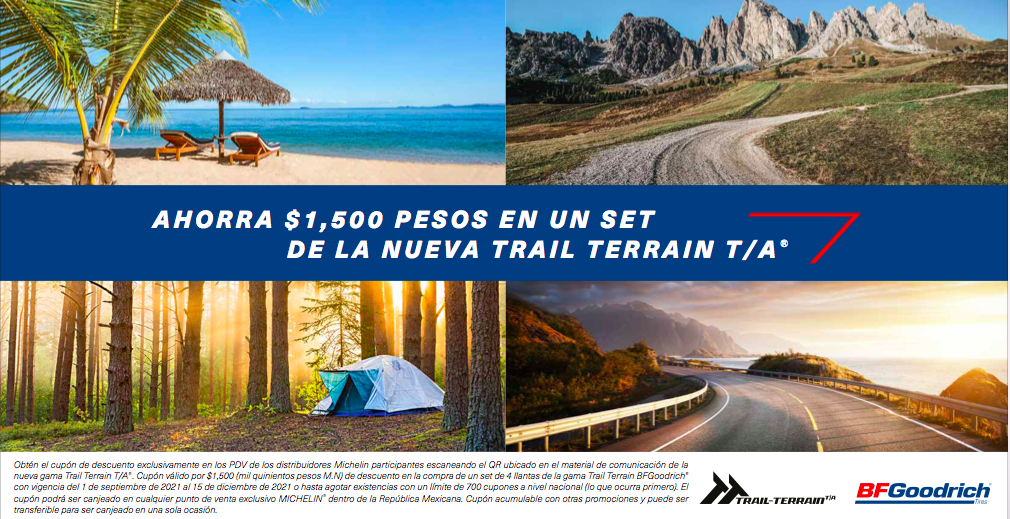 AHORRA $1,500 PESOS EN UN SET
DE LA NUEVA TRAIL TERRAIN T/A®
Obtén el cupón de descuento exclusivamente en los PDV de los distribuidores Michelin participantes escaneando el QR ubicado en el material de comunicación de la
nueva gama Trail Terrain T/A®. Cupón válido por $1,500 (mil quinientos pesos M.N) de descuento en la compra de un set de 4 llantas de la gama Trail Terrain BFGoodrich®
con vigencia del 1 de septiembre de 2021 al 15 de diciembre de 2021 o hasta agotar existencias con un límite de 700 cupones a nivel nacional (lo que ocurra primero). El
cupón podrá ser canjeado en cualquier punto de venta exclusivo MICHELIN® dentro de la República Mexicana. Cupón acumulable con otras promociones y puede ser
transferible para ser canjeado en una sola ocasión.
TRAIL-TERRAIN T/A
BFGoodrich®
Tires